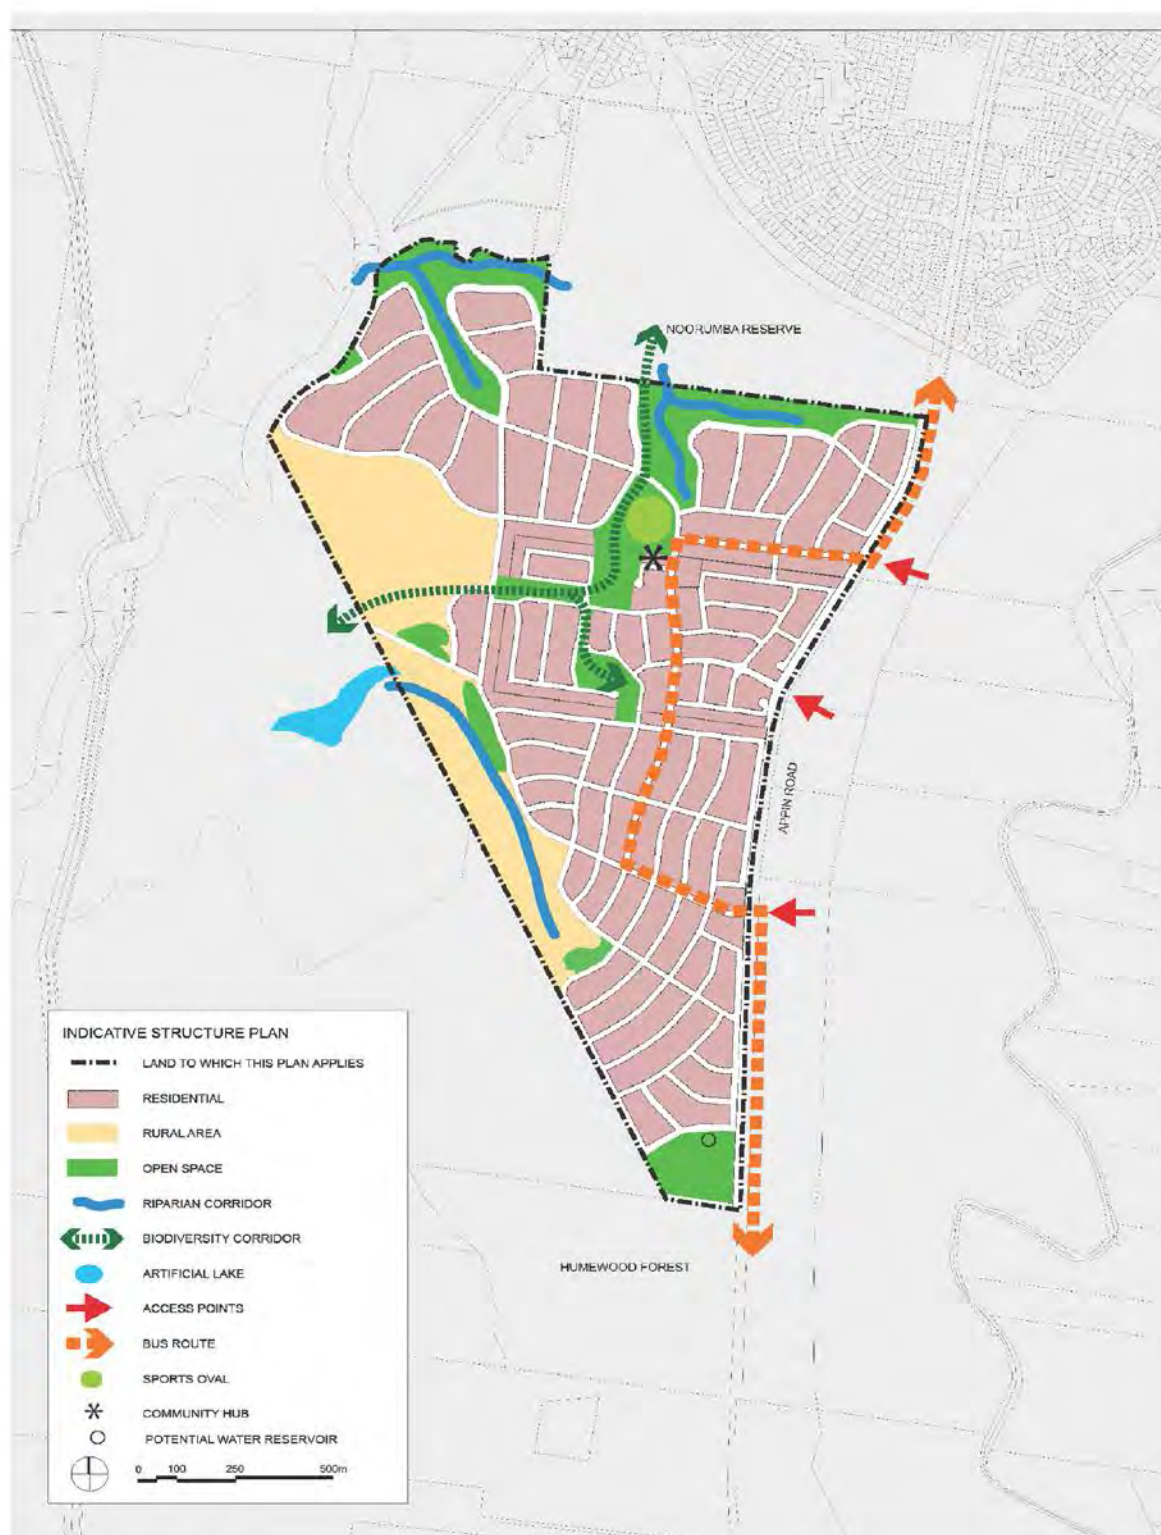 NOORUMBA RESERVE
APPIN ROAD
HUMEWOOD FOREST
INDICATIVE STRUCTURE PLAN
LAND TO WHICH THIS PLAN APPLIES
RESIDENTIAL
RURAL AREA
OPEN SPACE
RIPARIAN CORRIDOR
BIODIVERSITY CORRIDOR
ARTIFICIAL LAKE
ACCESS POINTS
BUS ROUTE
SPORTS OVAL
COMMUNITY HUB
POTENTIAL WATER RESERVOIR
0 100 250 500m